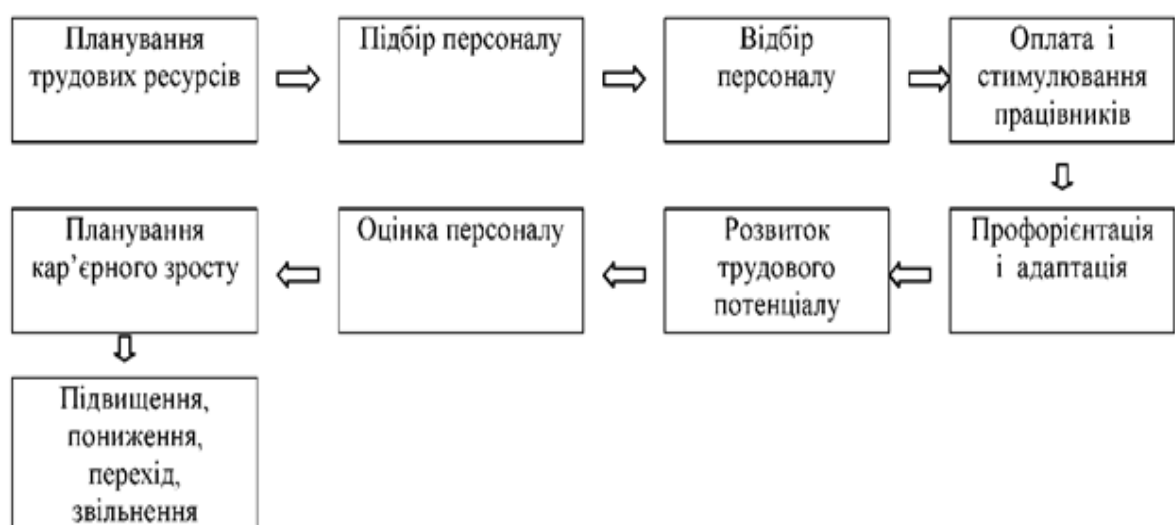 Планування
трудових ресурсів
Підбір персоналу
Відбір
персоналу
Оплата і
стимулювання
працівників
Планування
кар’єрного зросту
Оцінка персоналу
Розвиток
трудового
потенціалу
Профорієнтація
і адаптація
Підвищення,
пониження,
перехід,
звільнення